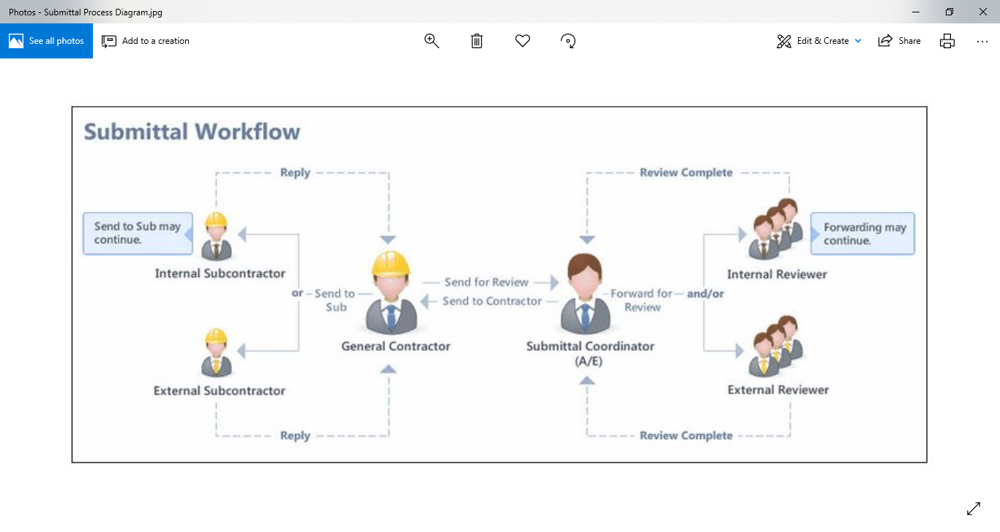 Photos - Submittal Process Diagram.jpg
See all photos
Add to a creation
Edit & Create
Share
Submittal Workflow
Reply
Review Complete
Send to Sub may
continue.
Forwarding may
continue.
Internal Subcontractor
Internal Reviewer
or
Send to
Sub
Send for Review
Send to Contractor
Forward for
Review
and/or
General Contractor
Submittal Coordinator
(A/E)
External Subcontractor
External Reviewer
Reply
Review Complete